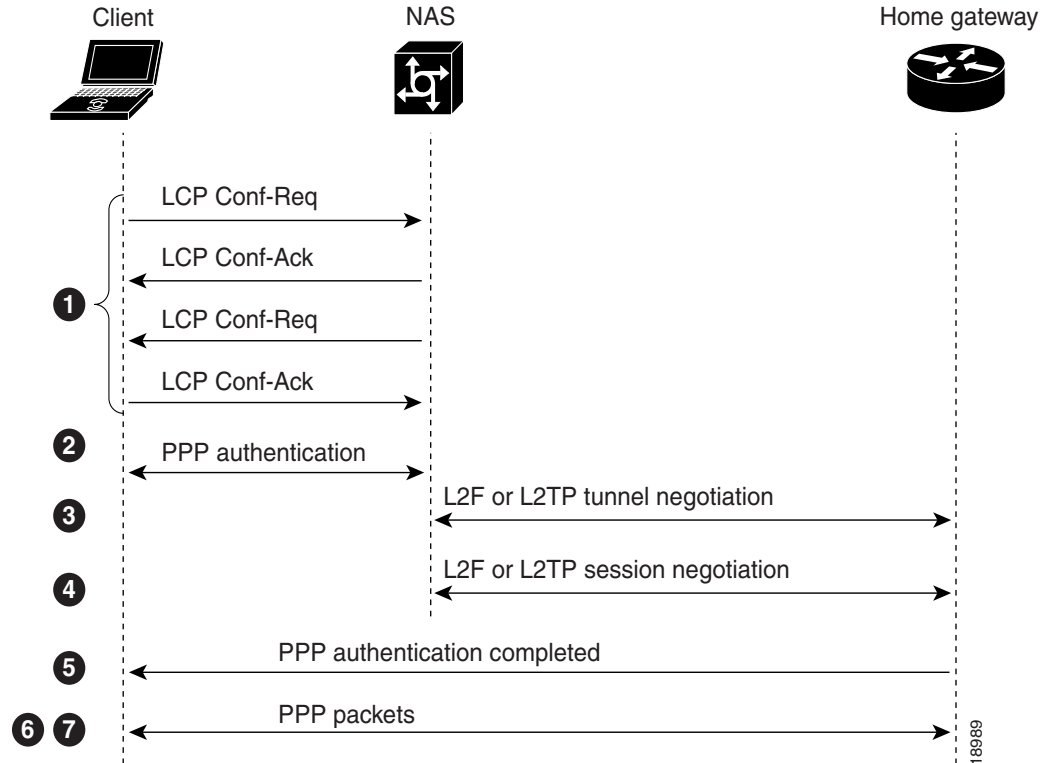 Client
NAS
Home gateway
LCP Conf-Req
LCP Conf-Ack
1
LCP Conf-Req
LCP Conf-Ack
2
PPP authentication
L2F or L2TP tunnel negotiation
3
L2F or L2TP session negotiation
4
PPP authentication completed
5
PPP packets
6 7
18989